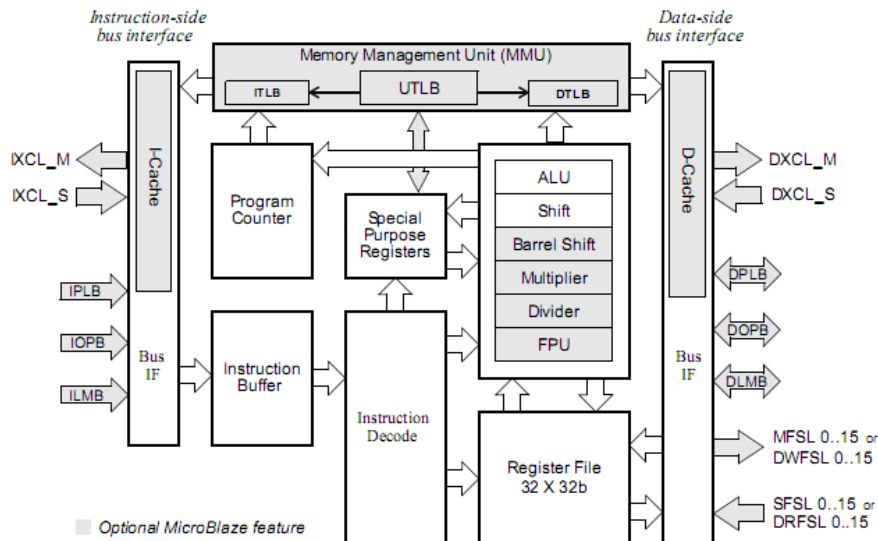 Instruction-side
bus interface
Data-side
bus interface
Memory Management Unit (MMU)
ITLB
UTLB
DTLB
IXCL_M
IXCL_S
I-Cache
Program
Counter
Special
Purpose
Registers
ALU
Shift
Barrel Shift
Multiplier
Divider
FPU
D-Cache
DXCL_M
DXCL_S
IPLB
IOPB
ILMB
Bus
IF
Instruction
Buffer
Instruction
Decode
Register File
32 X 32b
Bus
IF
DPLB
DOPB
DLMB
MFSL 0..15 or
DWFSL 0..15
SFSL 0..15 or
DRFSL 0..15
Optional MicroBlaze feature